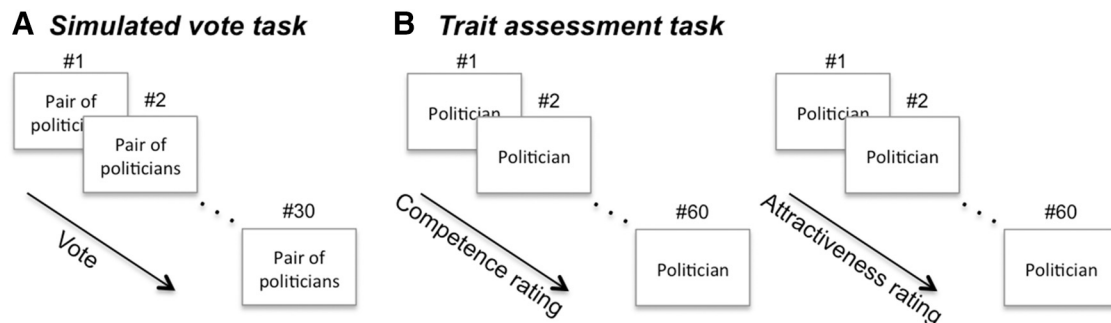 A Simulated vote task
#1
Pair of
politici
#2
Pair of
politicians
#30
Pair of
politicians
Vote
B Trait assessment task
#1
Politician
#2
Politician
#60
Politician
Competence rating
#1
Politician
#2
Politician
#60
Politician
Attractiveness rating